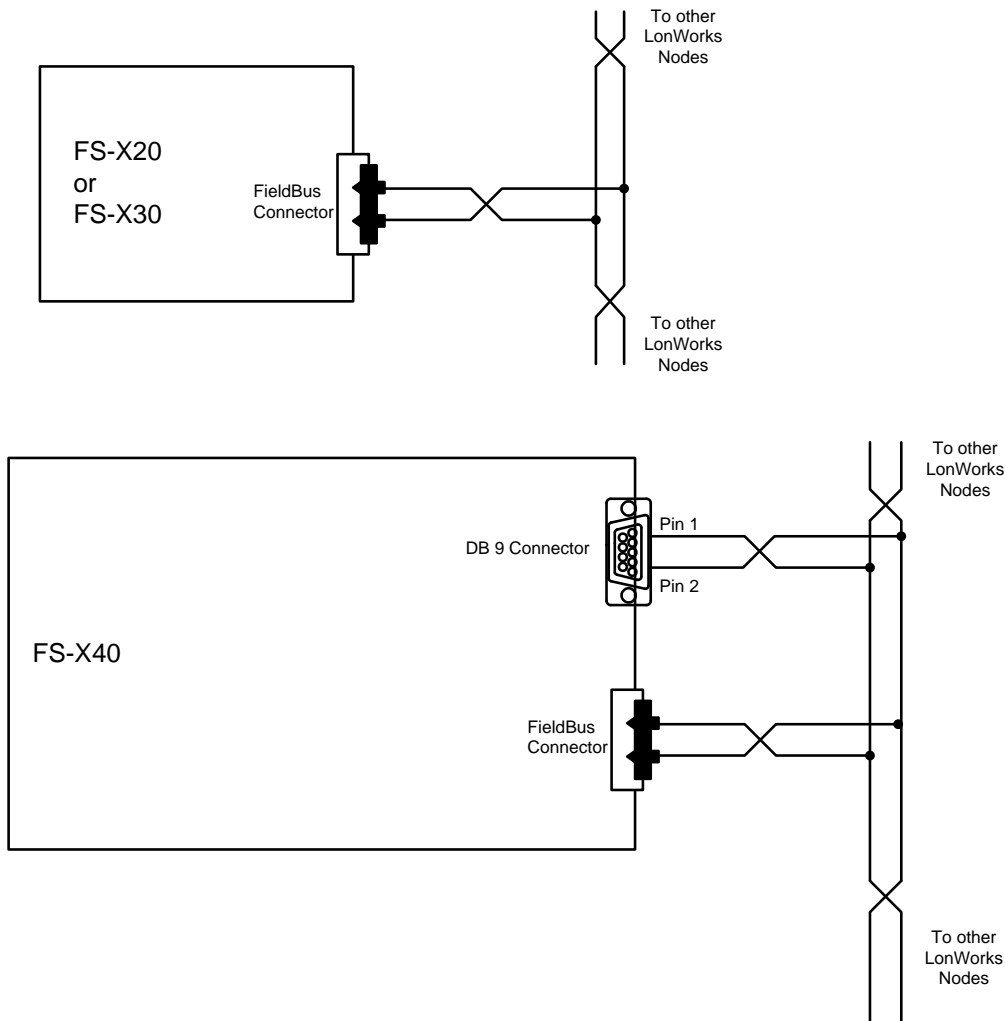 To other
LonWorks
Nodes
FS-X20
or
FS-X30
FieldBus
Connector
To other
LonWorks
Nodes
To other
LonWorks
Nodes
Pin 1
DB 9 Connector
Pin 2
FS-X40
FieldBus
Connector
To other
LonWorks
Nodes